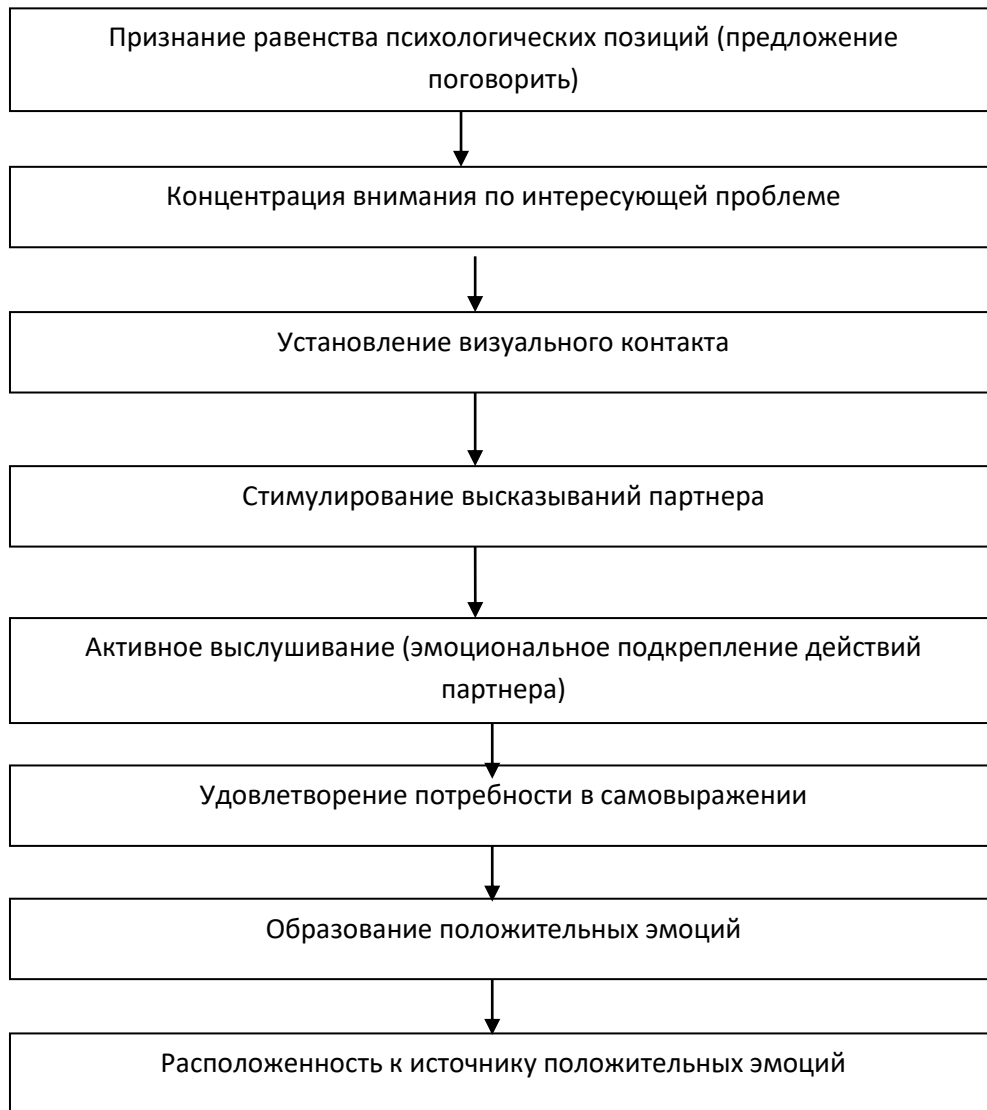 Признание равенства психологических позиций (предложение
поговорить)
Концентрация внимания по интересующей проблеме
Установление визуального контакта
Стимулирование высказываний партнера
Активное выслушивание (эмоциональное подкрепление действий
партнера)
Удовлетворение потребности в самовыражении
Образование положительных эмоций
Расположенность к источнику положительных эмоций